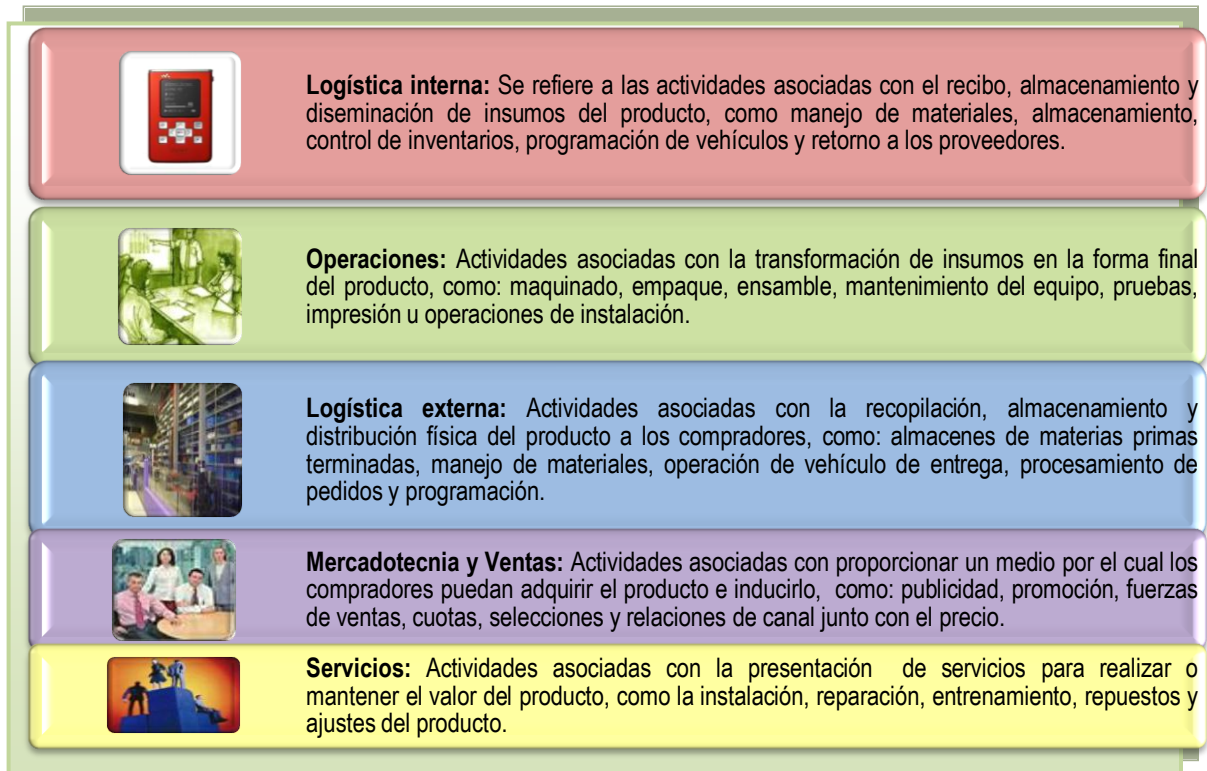 Logística interna: Se refiere a las actividades asociadas con el recibo, almacenamiento y
diseminación de insumos del producto, como manejo de materiales, almacenamiento,
control de inventarios, programación de vehículos y retorno a los proveedores.
Operaciones: Actividades asociadas con la transformación de insumos en la forma final
del producto, como: maquinado, empaque, ensamble, mantenimiento del equipo, pruebas,
impresión u operaciones de instalación.
Logística externa: Actividades asociadas con la recopilación, almacenamiento y
distribución física del producto a los compradores, como: almacenes de materias primas
terminadas, manejo de materiales, operación de vehículo de entrega, procesamiento de
pedidos y programación.
Mercadotecnia y Ventas: Actividades asociadas con proporcionar un medio por el cual los
compradores puedan adquirir el producto e inducirlo, como: publicidad, promoción, fuerzas
de ventas, cuotas, selecciones y relaciones de canal junto con el precio.
Servicios: Actividades asociadas con la presentación de servicios para realizar o
mantener el valor del producto, como la instalación, reparación, entrenamiento, repuestos y
ajustes del producto.